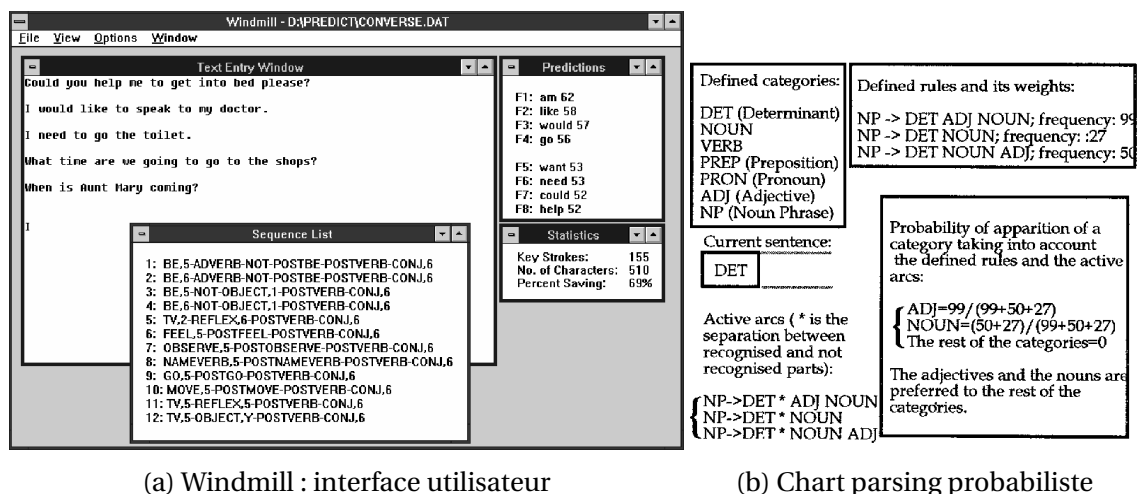 Windmill - D:\PREDICT\CONVERSE.DAT
File View Options Window
Text Entry Window
Could you help me to get into bed please?
I would like to speak to my doctor.
I need to go the toilet.
What time are we going to go to the shops?
When is Aunt Mary coming?
I
Predictions
F1: am 62
F2: like 58
F3: would 57
F4: go 56
F5: want 53
F6: need 53
F7: could 52
F8: help 52
Sequence List
1: BE,5-ADVERB-NOT-POSTBE-POSTVERB-CONJ,6
2: BE,6-ADVERB-NOT-POSTBE-POSTVERB-CONJ,6
3: BE,5-NOT-OBJECT,1-POSTVERB-CONJ,6
4: BE,6-NOT-OBJECT,1-POSTVERB-CONJ,6
5: TV,2-REFLEX,6-POSTVERB-CONJ,6
6: FEEL,5-POSTFEEL-POSTVERB-CONJ,6
7: OBSERVE,5-POSTOBSERVE-POSTVERB-CONJ,6
8: NAMEVERB,5-POSTNAMEVERB-POSTVERB-CONJ,6
9: GO,5-POSTGO-POSTVERB-CONJ,6
10: MOVE,5-POSTMOVE-POSTVERB-CONJ,6
11: TV,5-REFLEX,5-POSTVERB-CONJ,6
12: TV,5-OBJECT,Y-POSTVERB-CONJ,6
Statistics
Key Strokes: 155
No. of Characters: 510
Percent Saving: 69%
(a) Windmill : interface utilisateur
Defined categories:
DET (Determinant)
NOUN
VERB
PREP (Preposition)
PRON (Pronoun)
ADJ (Adjective)
NP (Noun Phrase)
Defined rules and its weights:
NP -> DET ADJ NOUN; frequency: 99
NP -> DET NOUN; frequency: :27
NP -> DET NOUN ADJ; frequency: 50
Current sentence:
DET
Active arcs ( * is the
separation between
recognised and not
recognised parts):
NP->DET * ADJ NOUN
NP->DET * NOUN
NP->DET * NOUN ADJ
Probability of apparition of a
category taking into account
the defined rules and the active
arcs:
ADJ=99/(99+50+27)
NOUN=(50+27)/(99+50+27)
The rest of the categories=0
The adjectives and the nouns are
preferred to the rest of the
categories.
(b) Chart parsing probabiliste